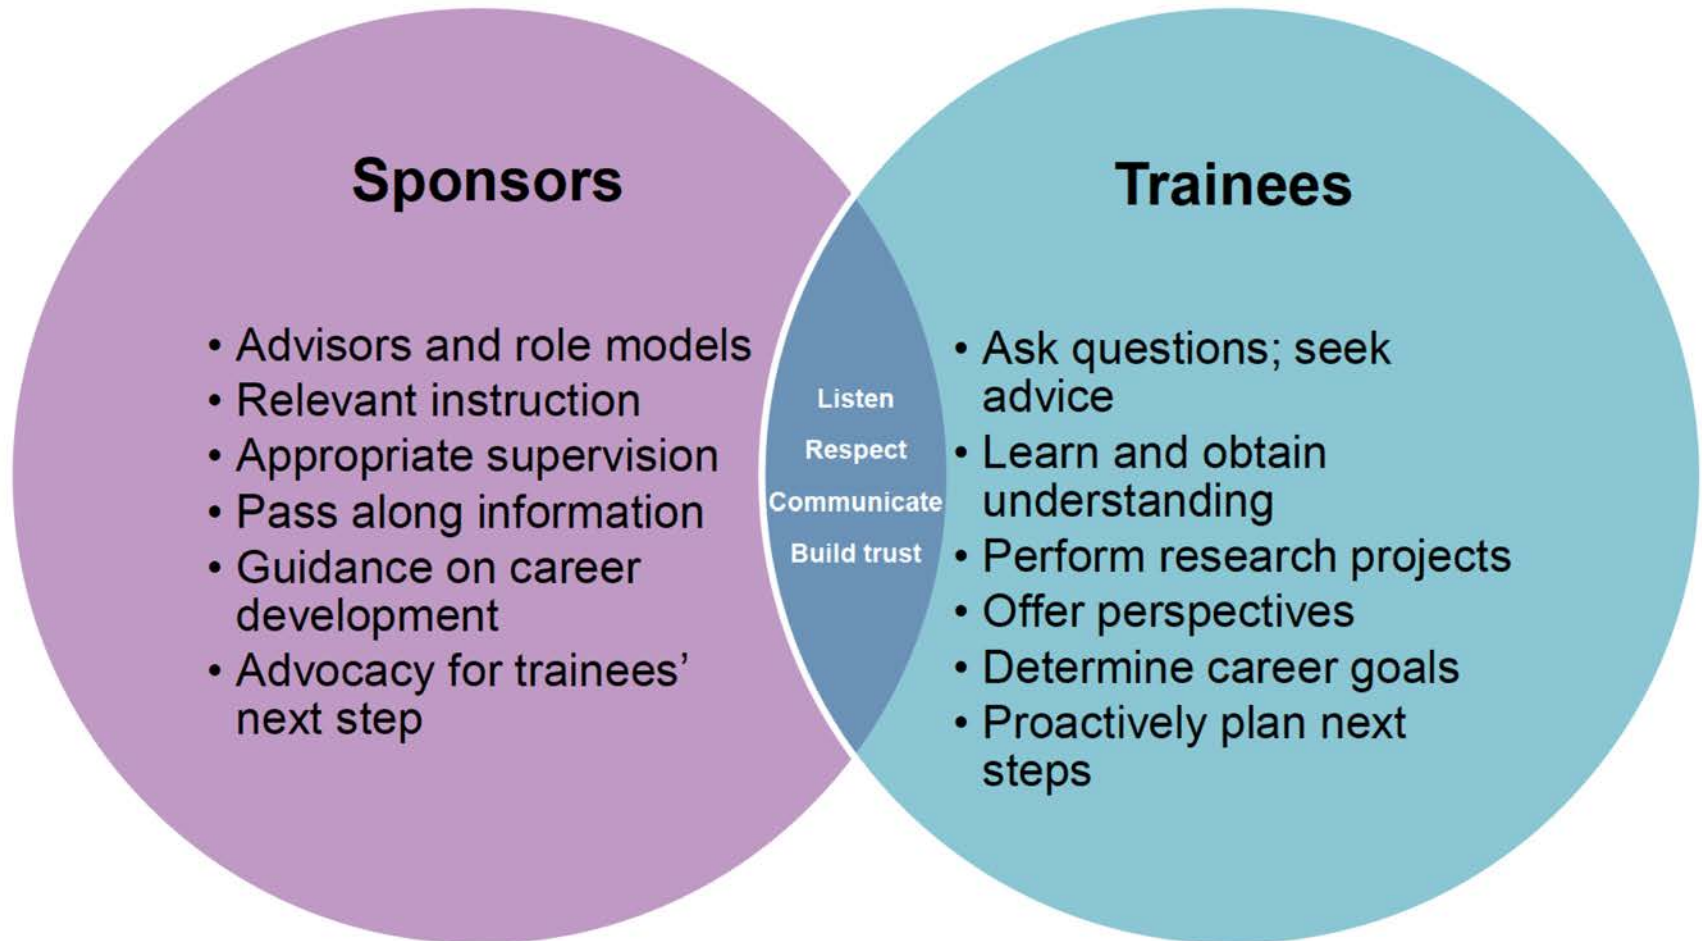 Sponsors
• Advisors and role models
• Relevant instruction
• Appropriate supervision
• Pass along information
• Guidance on career
development
• Advocacy for trainees’
next step
Listen
Respect
Communicate
Build trust
Trainees
• Ask questions; seek
advice
• Learn and obtain
understanding
• Perform research projects
• Offer perspectives
• Determine career goals
• Proactively plan next
steps